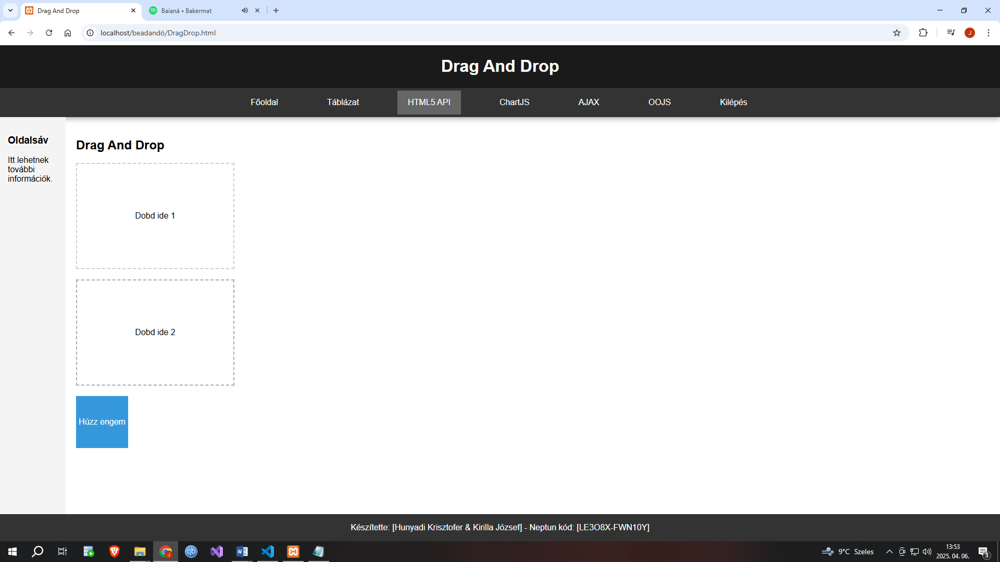 Drag And Drop
Baianá • Bakermat
localhost/beadandó/DragDrop.html
J
Drag And Drop
Főoldal
Táblázat
HTML5 API
ChartJS
AJAX
OOJS
Kilépés
Oldalsáv
Itt lehetnek
további
információk.
Drag And Drop
Dobd ide 1
Dobd ide 2
Húzz engem
Készítette: [Hunyadi Krisztofer & Kirilla József] - Neptun kód: [LE3O8X-FWN10Y]
J
qb
W
9°C Szeles
13:53
2025. 04. 06.
3